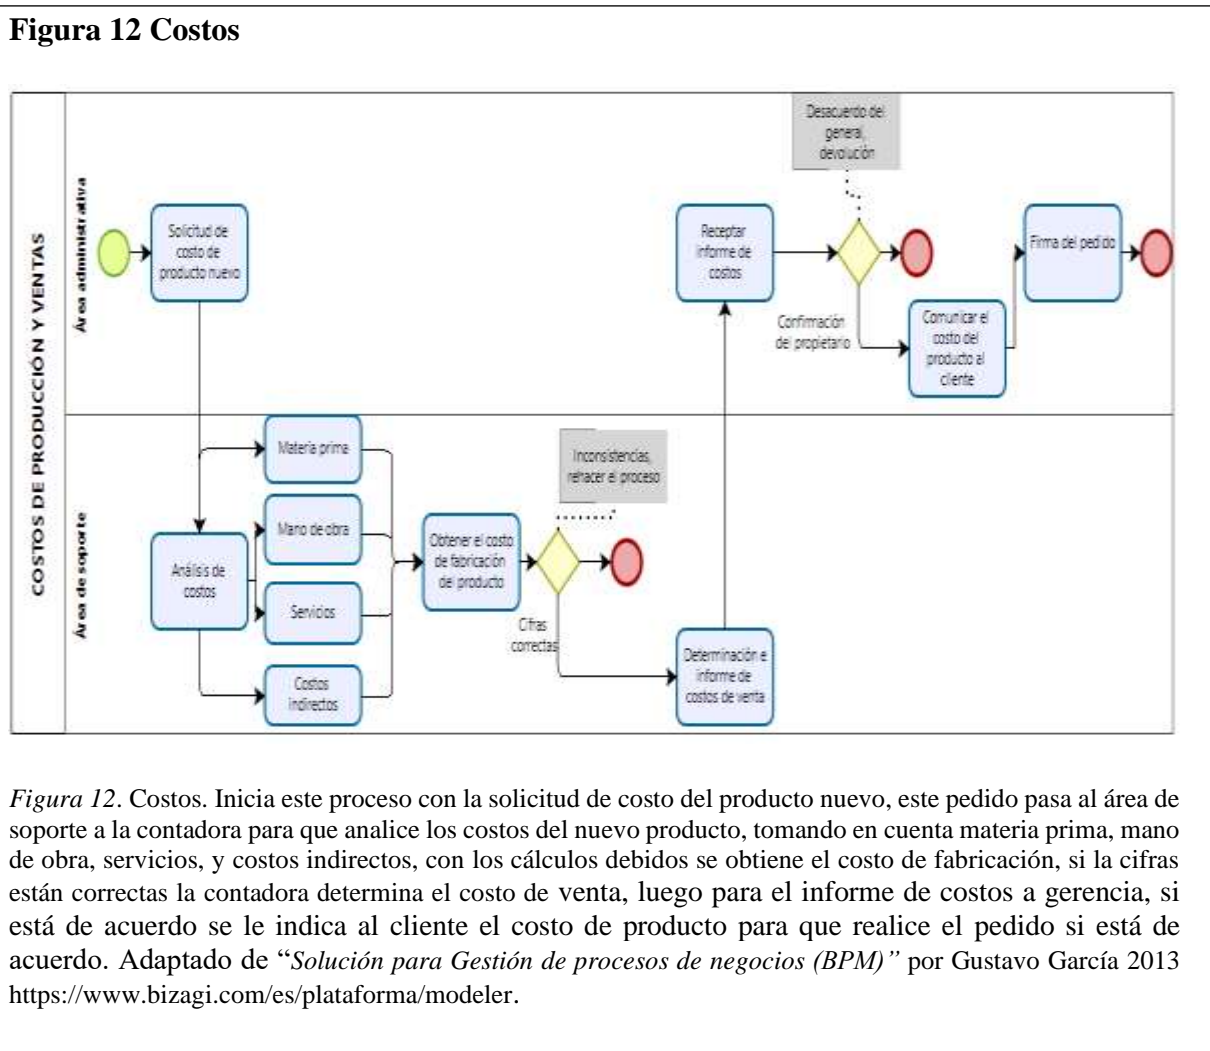 Figura 12 Costos
COSTOS DE PRODUCCIÓN Y VENTAS
Área administrativa
Solicitud de
costo de
producto nuevo
Receptar
informe de
costos
Desacuerdo del
general,
devolución
Confirmación
del propietario
Comunicar el
costo del
producto al
cliente
Firma del pedido
Área de soporte
Análisis de
costos
Materia prima
Mano de obra
Servicios
Costos
indirectos
Obtener el costo
de fabricación
del producto
Inconsistencias,
rehacer el proceso
Cifras
correctas
Determinación e
informe de
costos de venta
Figura 12. Costos. Inicia este proceso con la solicitud de costo del producto nuevo, este pedido pasa al área de
soporte a la contadora para que analice los costos del nuevo producto, tomando en cuenta materia prima, mano
de obra, servicios, y costos indirectos, con los cálculos debidos se obtiene el costo de fabricación, si la cifras
están correctas la contadora determina el costo de venta, luego para el informe de costos a gerencia, si
está de acuerdo se le indica al cliente el costo de producto para que realice el pedido si está de
acuerdo. Adaptado de “Solución para Gestión de procesos de negocios (BPM)” por Gustavo García 2013
https://www.bizagi.com/es/plataforma/modeler.